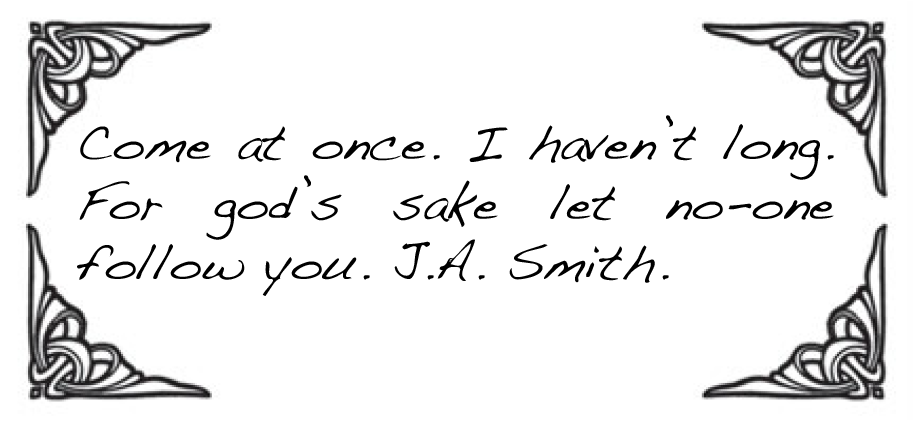 Come at once. I haven't long.
For god's sake let no-one
follow you. J.A. Smith.